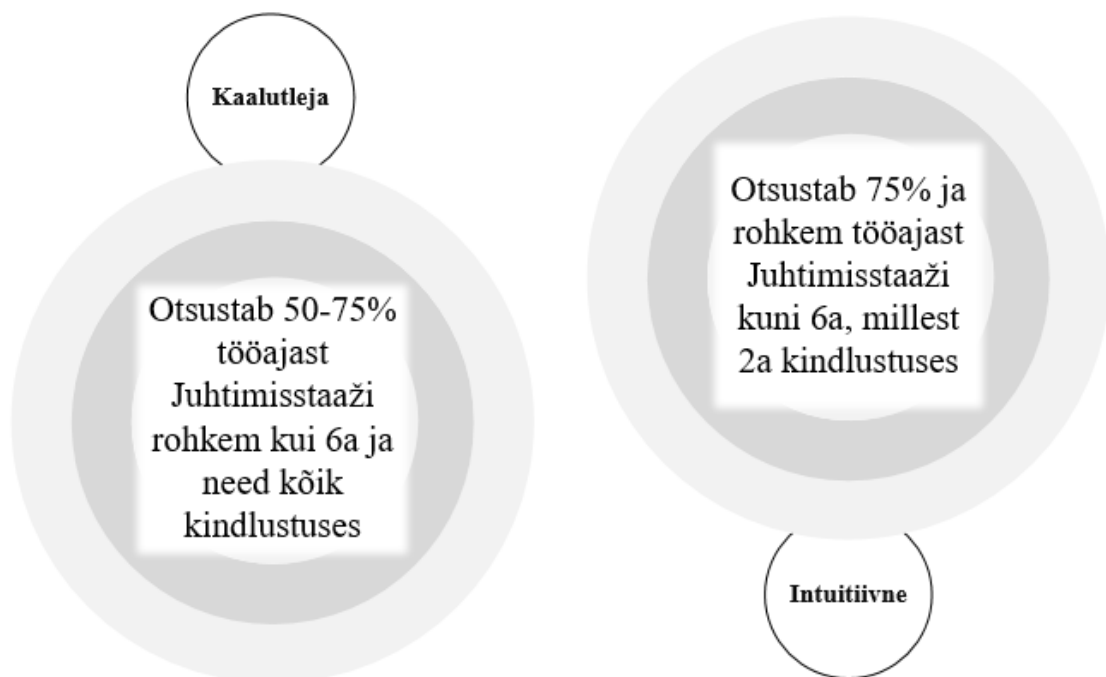 Kaalutleja
Otsustab 50-75%
tööajast
Juhtimisstaaži
rohkem kui 6a ja
need kõik
kindlustuses
Otsustab 75% ja
rohkem tööajast
Juhtimisstaaži
kuni 6a, millest
2a kindlustuses
Intuitiivne